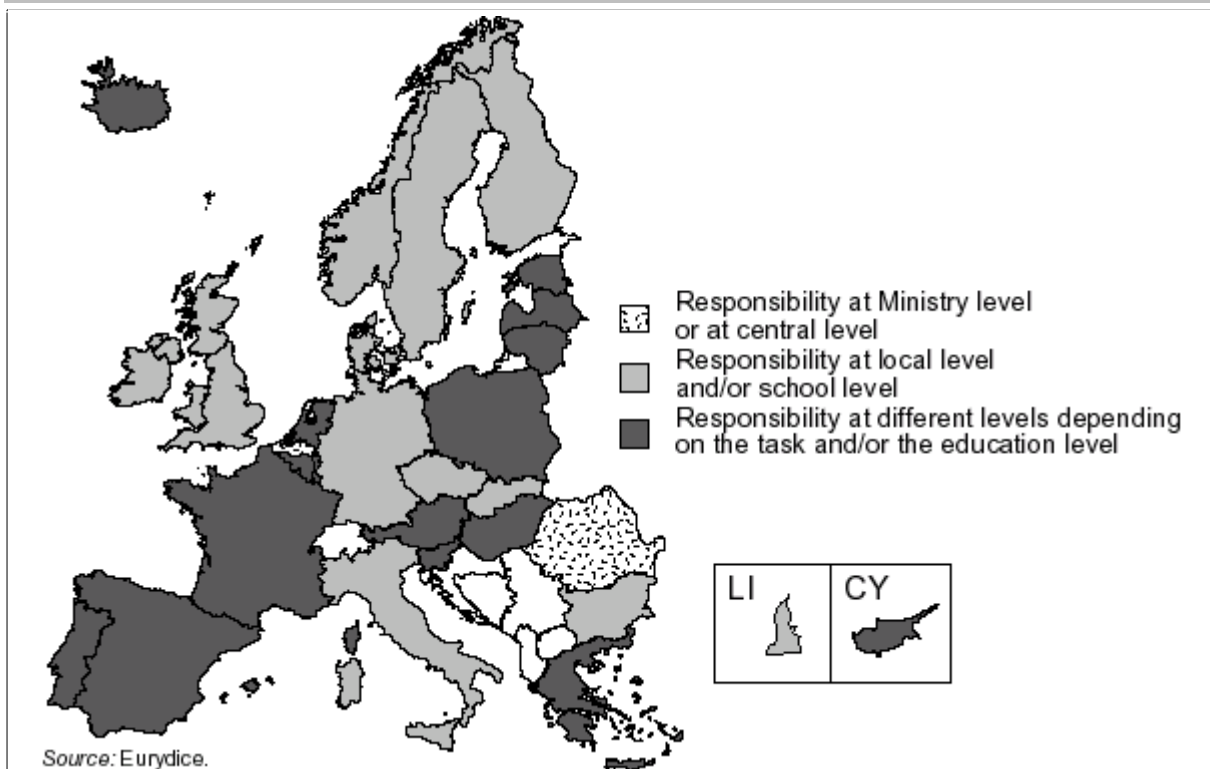 Responsibility at Ministry level
or at central level
Responsibility at local level
and/or school level
Responsibility at different levels depending
on the task and/or the education level
LI
CY
Source: Eurydice.